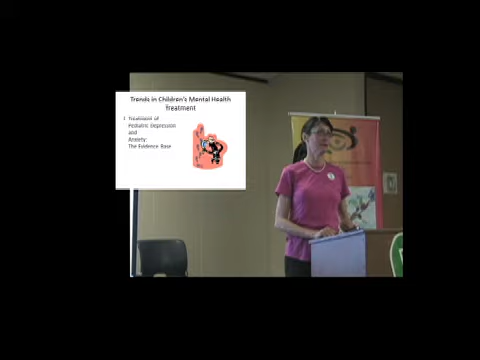 Trends in Children's Mental Health
Treatment
Treatment of
Pediatric Depression
and
Anxiety:
The Evidence Base